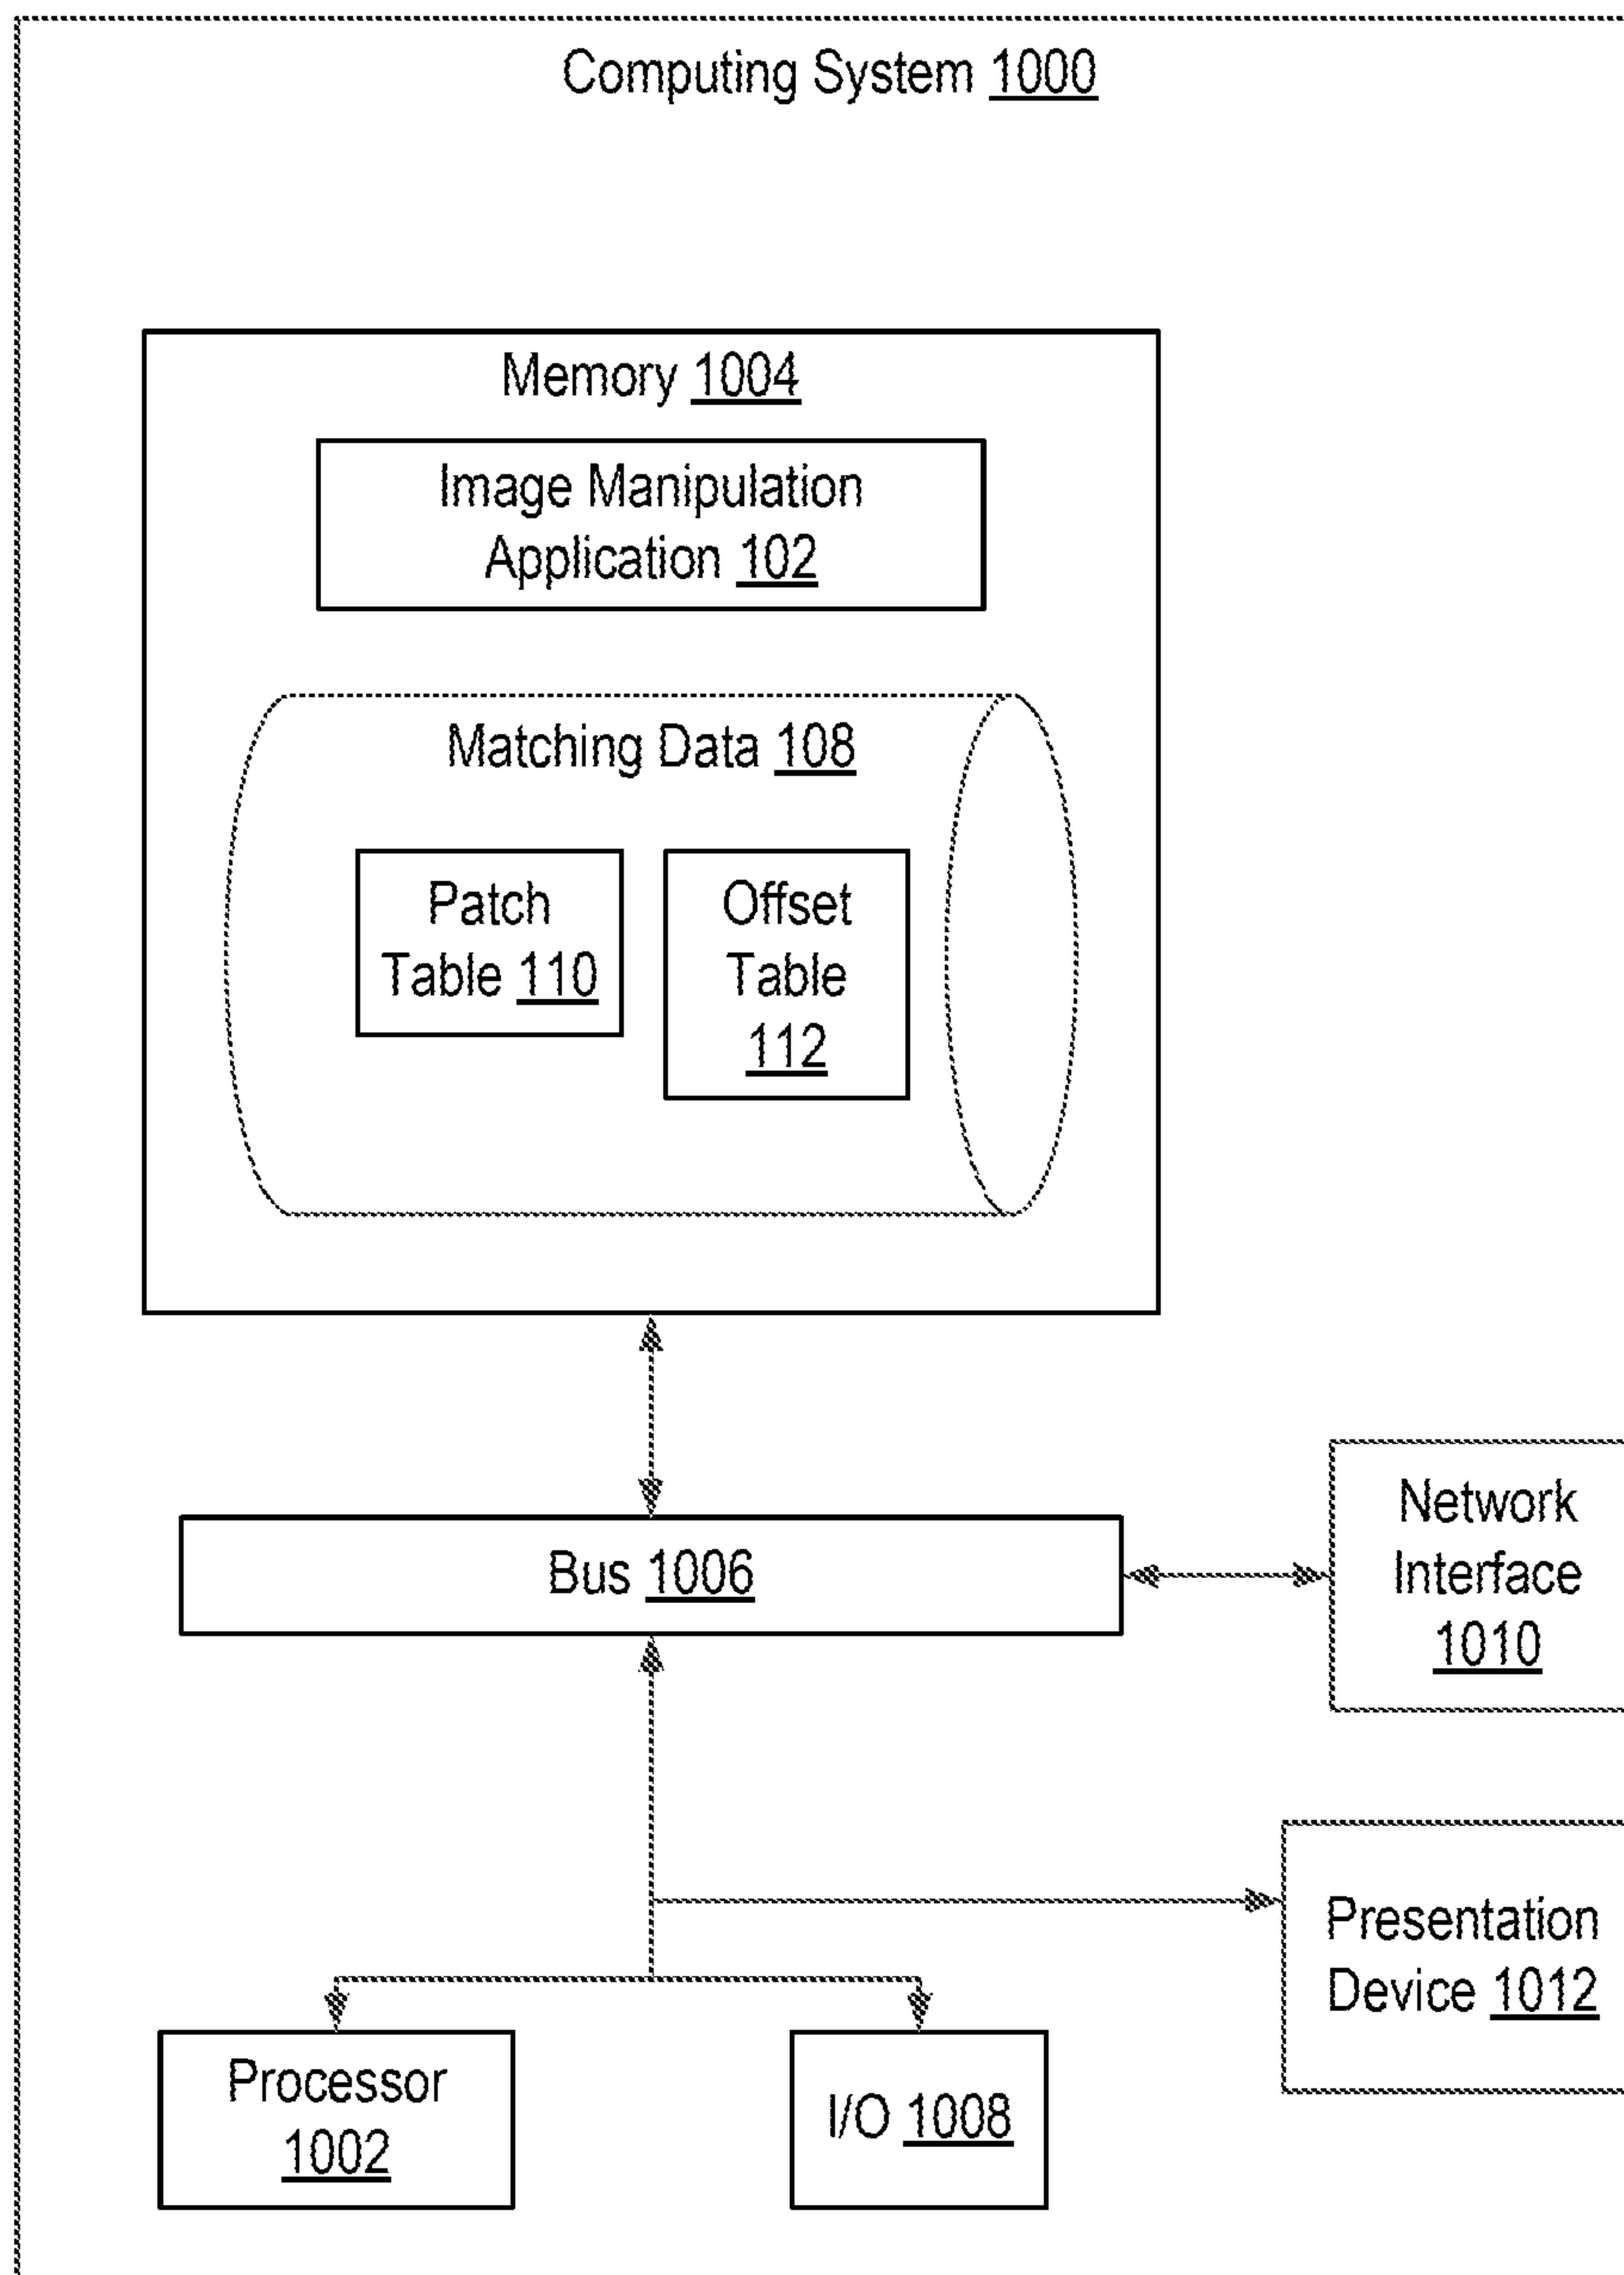 Computing System 1000
Memory 1004
Image Manipulation
Application 102
Matching Data 108
Patch
Table 110
Offset
Table
112
Bus 1006
Network
Interface
1010
Presentation
Device 1012
Processor
1002
I/O 1008